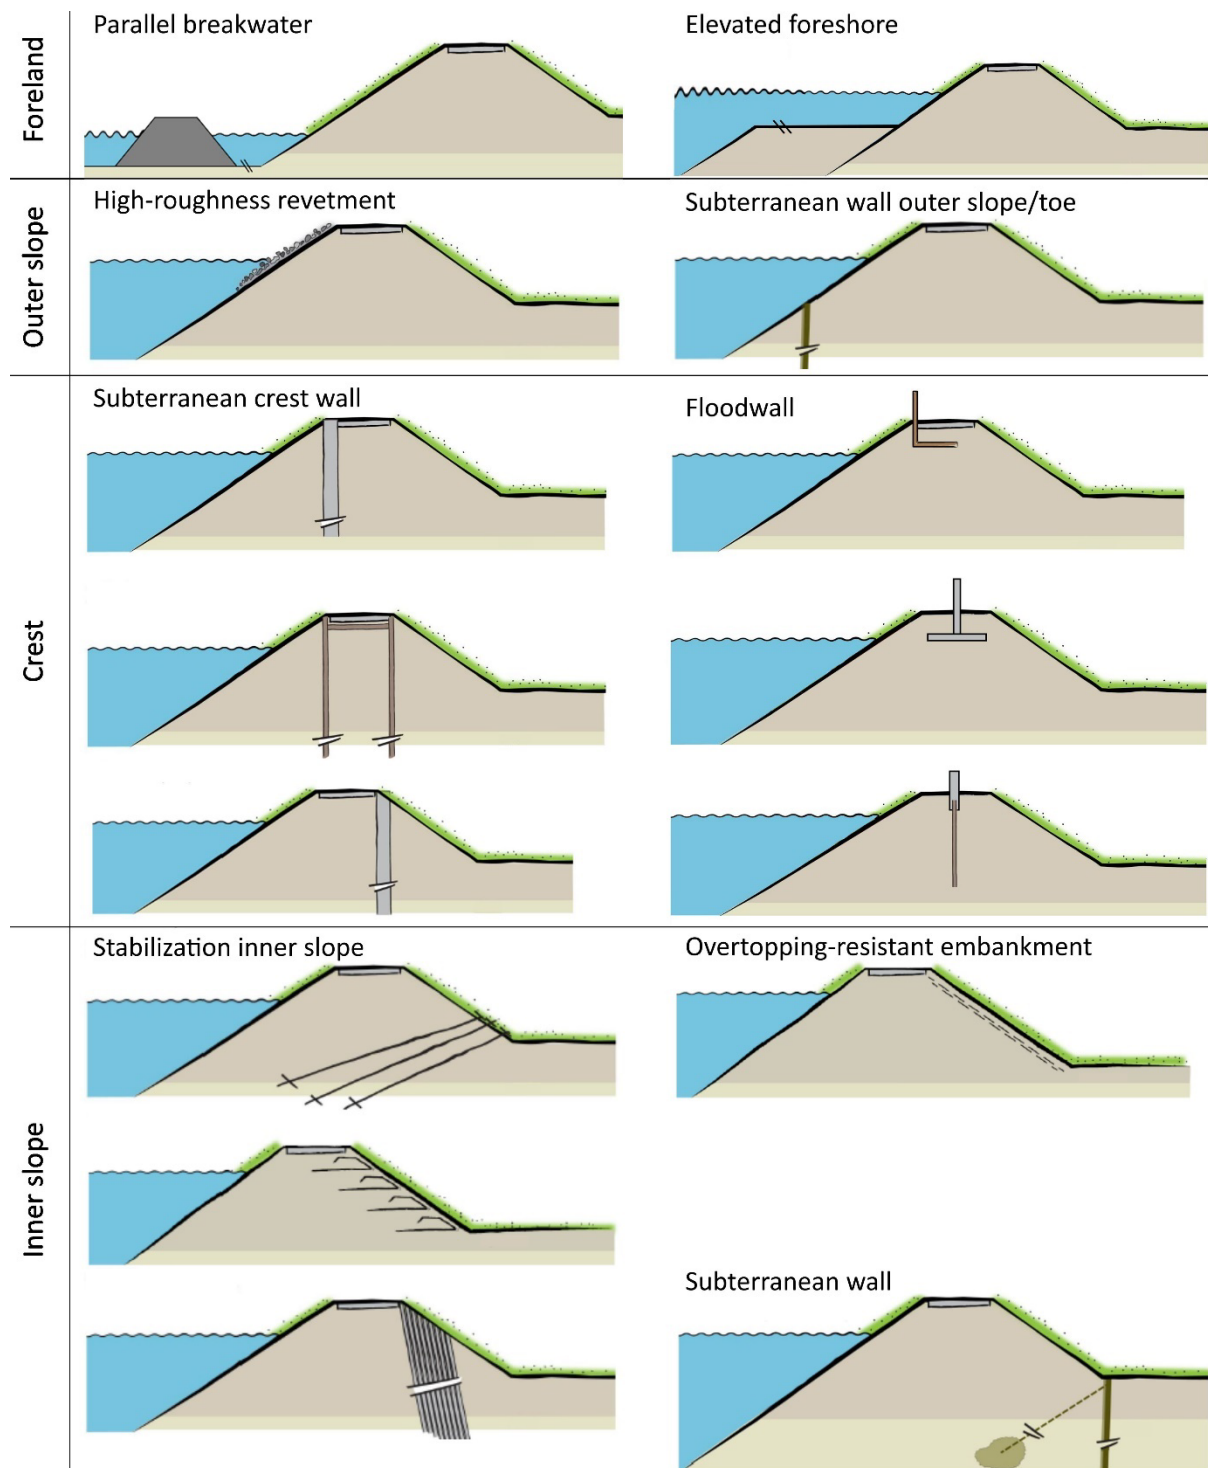 Foreland
Parallel breakwater
Elevated foreshore
Outer slope
High-roughness revetment
Subterranean wall outer slope/toe
Crest
Subterranean crest wall
Floodwall
Inner slope
Stabilization inner slope
Overtopping-resistant embankment
Subterranean wall